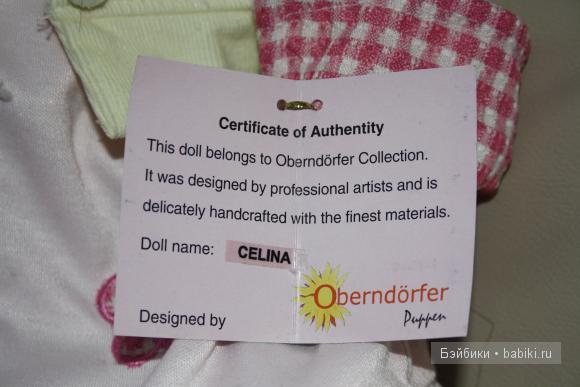 Certificate of Authentity
This doll belongs to Oberndörfer Collection.
It was designed by professional artists and is
delicately handcrafted with the finest materials.
Doll name: CELINA
Oberndörfer
Puppen
Designed by
Бэйбики • babiki.ru